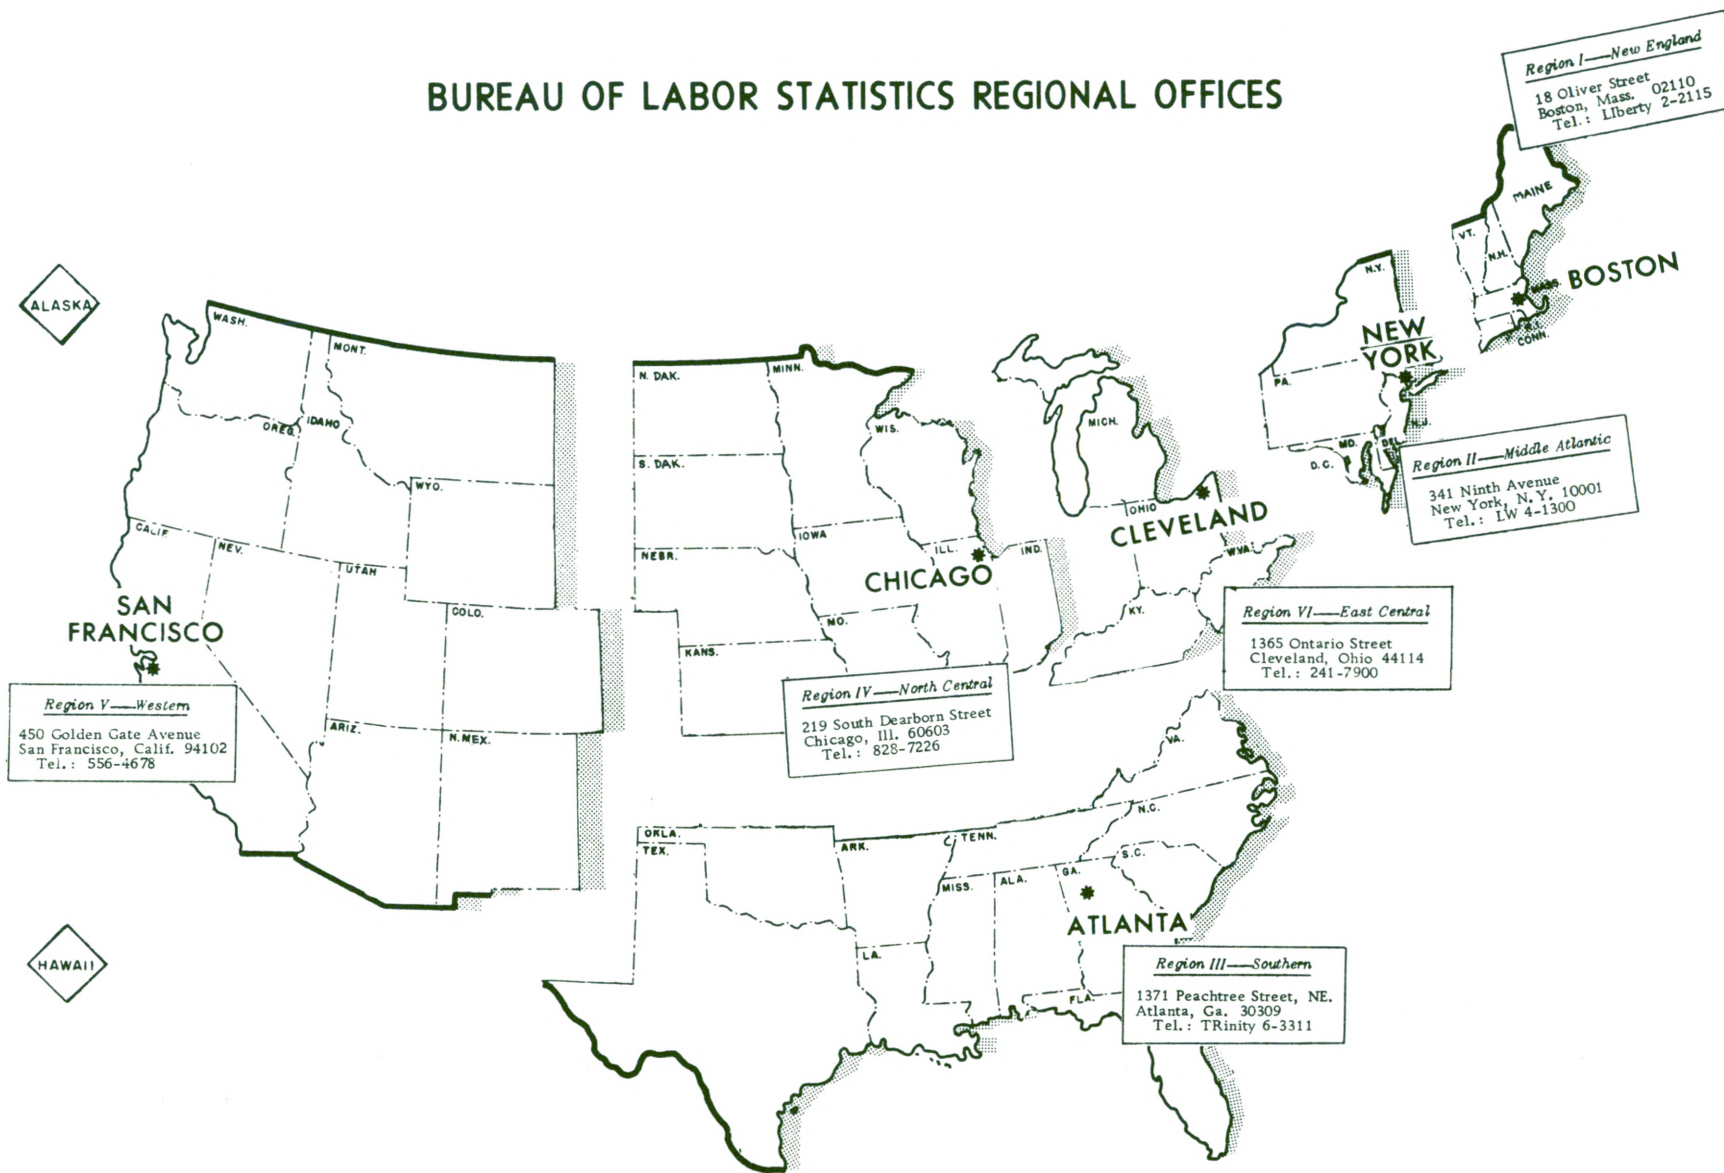 BUREAU OF LABOR STATISTICS REGIONAL OFFICES
Region I—New England
18 Oliver Street
Boston, Mass. 02110
Tel.: LIberty 2-2115
MAINE
VT.
N.H.
MASS.
BOSTON
R.I.
CONN.
ALASKA
WASH.
MONT.
OREG.
IDAHO
WYO.
CALIF.
NEV.
UTAH
COLO.
SAN
FRANCISCO
Region V—Western
450 Golden Gate Avenue
San Francisco, Calif. 94102
Tel.: 556-4678
ARIZ.
N.MEX.
HAWAII
N. DAK.
MINN.
S. DAK.
WIS.
NEBR.
IOWA
ILL.
IND.
CHICAGO
MO.
KANS.
Region IV—North Central
219 South Dearborn Street
Chicago, Ill. 60603
Tel.: 828-7226
MICH.
OHIO
CLEVELAND
W.VA.
KY.
Region VI—East Central
1365 Ontario Street
Cleveland, Ohio 44114
Tel.: 241-7900
N.Y.
NEW
YORK
PA.
N.J.
MD.
DEL.
D.C.
Region II—Middle Atlantic
341 Ninth Avenue
New York, N. Y. 10001
Tel.: LW 4-1300
VA.
N.C.
OKLA.
TEX.
ARK.
TENN.
S.C.
MISS.
ALA.
GA.
ATLANTA
LA.
FLA.
Region III—Southern
1371 Peachtree Street, NE.
Atlanta, Ga. 30309
Tel.: TRinity 6-3311